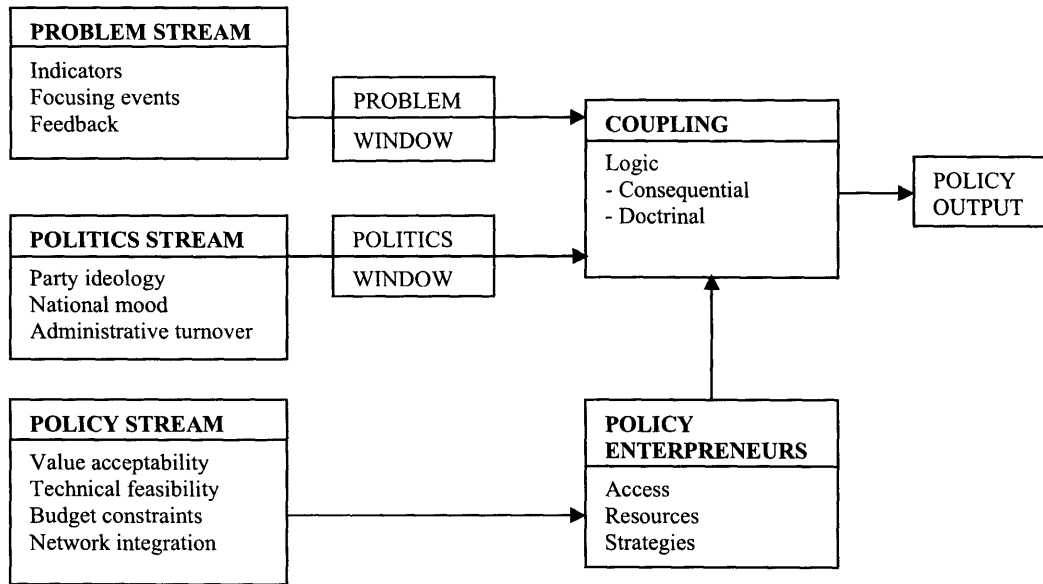 PROBLEM STREAM
Indicators
Focusing events
Feedback
PROBLEM
WINDOW
COUPLING
Logic
- Consequential
- Doctrinal
POLICY
OUTPUT
POLITICS STREAM
Party ideology
National mood
Administrative turnover
POLITICS
WINDOW
POLICY STREAM
Value acceptability
Technical feasibility
Budget constraints
Network integration
POLICY
ENTERPRENEURS
Access
Resources
Strategies